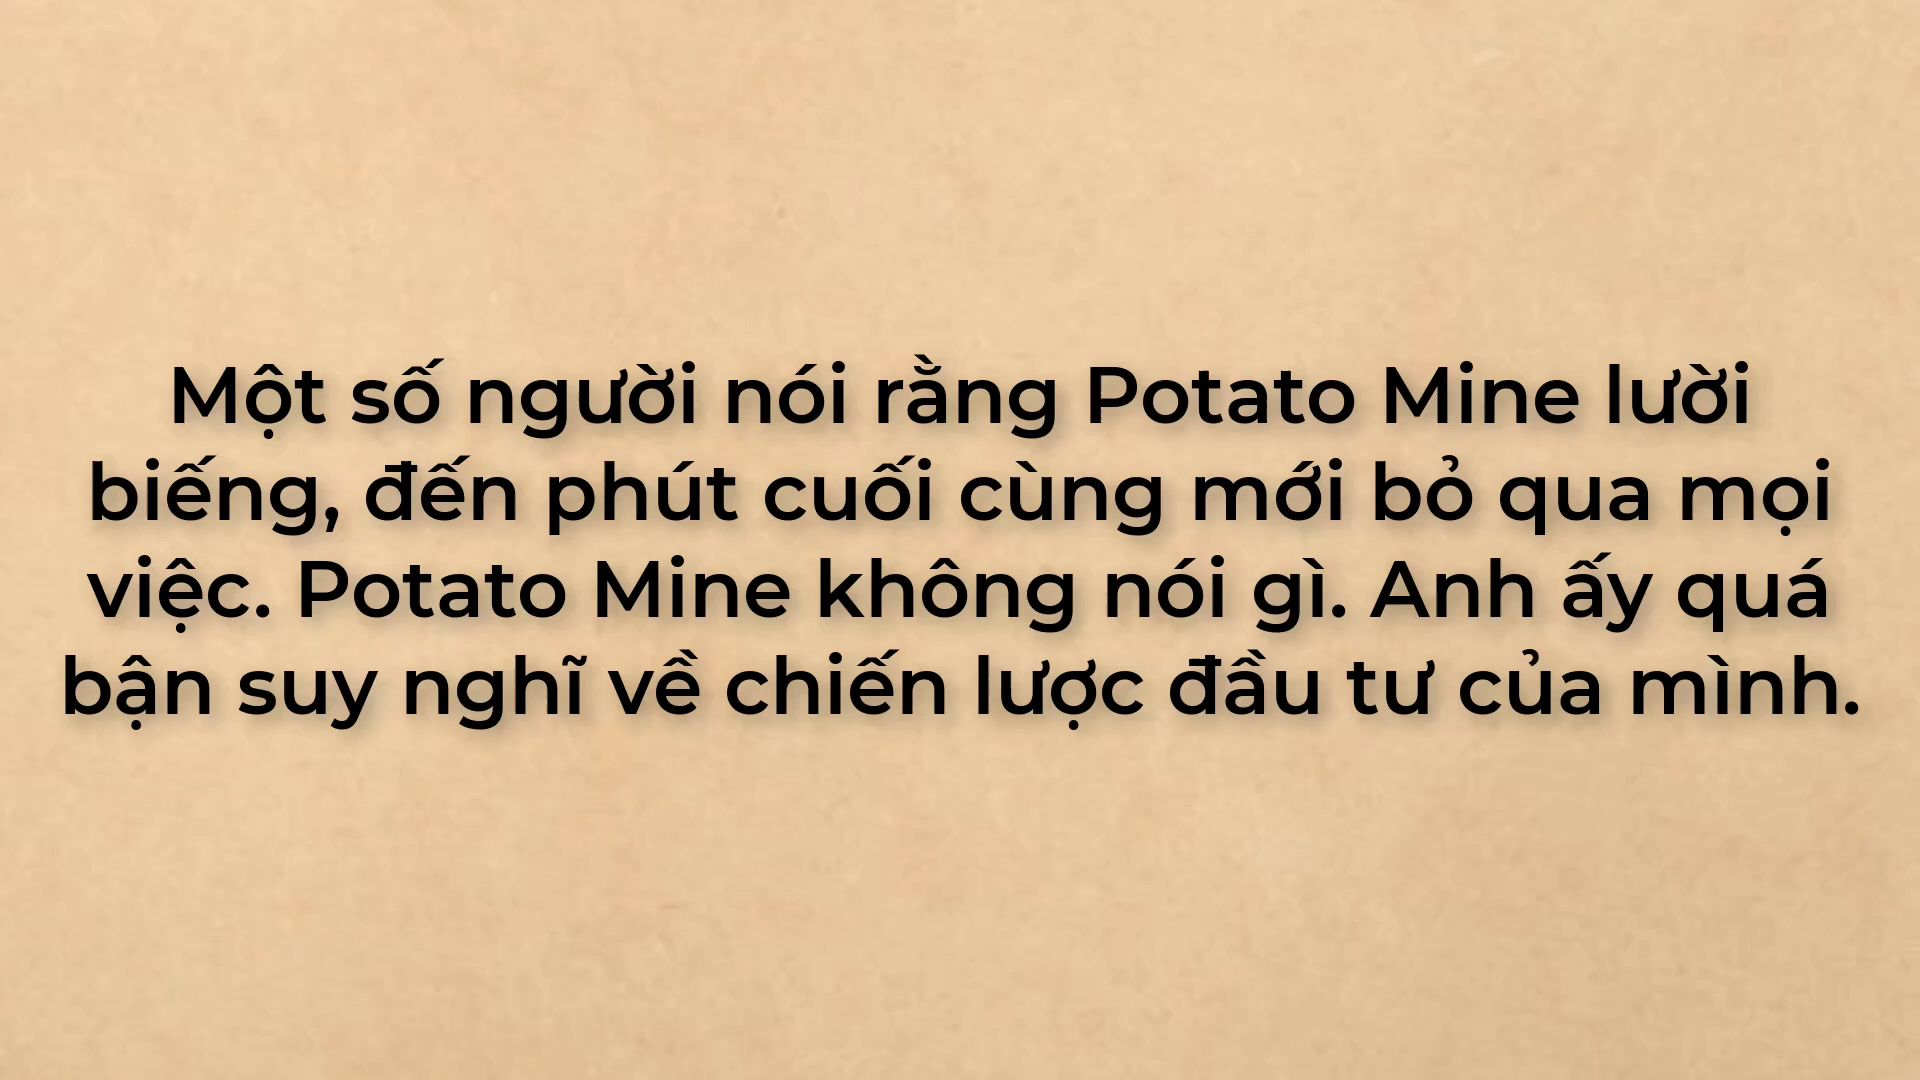 Một số người nói rằng Potato Mine lười
biếng, đến phút cuối cùng mới bỏ qua mọi
việc. Potato Mine không nói gì. Anh ấy quá
bận suy nghĩ về chiến lược đầu tư của mình.